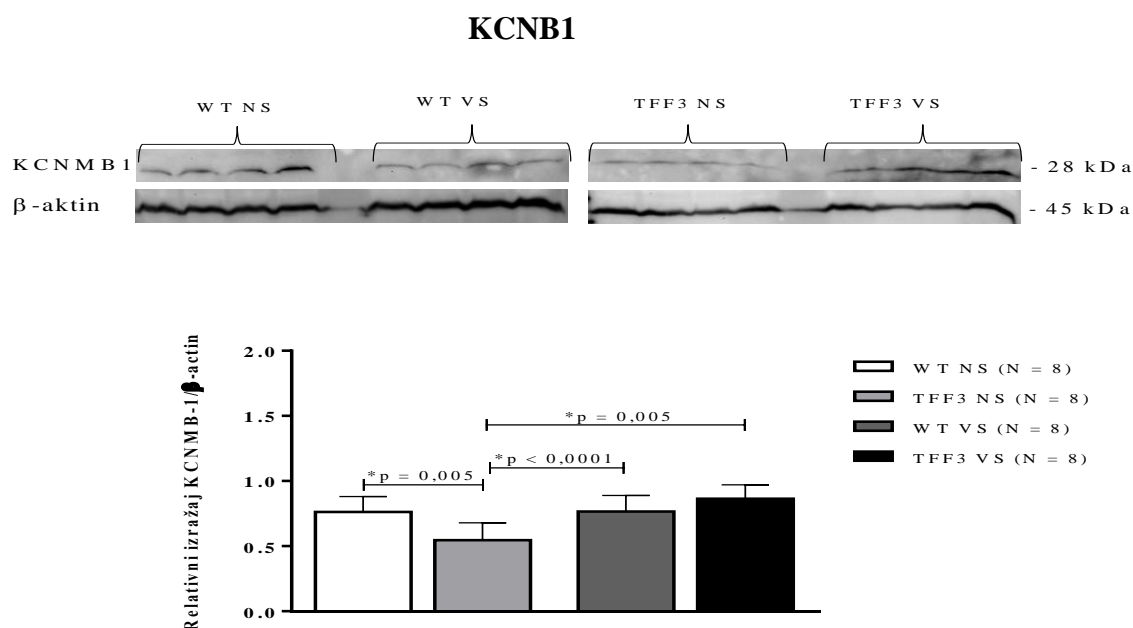 KCNB1
WT NS
WT VS
TFF3 NS
TFF3 VS
KCNMB1
- 28 kDa
β-aktin
- 45 kDa
Relativni izražaj KCNMB-1/β-actin
2.0
1.5
1.0
0.5
0.0
*p = 0,005
*p < 0,0001
*p = 0,005
WT NS (N = 8)
TFF3 NS (N = 8)
WT VS (N = 8)
TFF3 VS (N = 8)